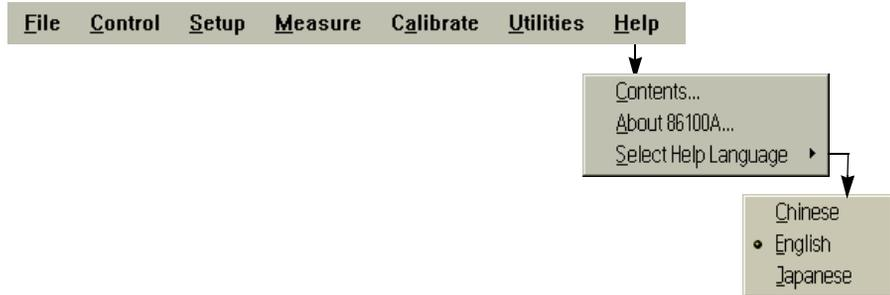 File Control Setup Measure Calibrate Utilities Help
Contents...
About 86100A...
Select Help Language
Chinese
English
Japanese